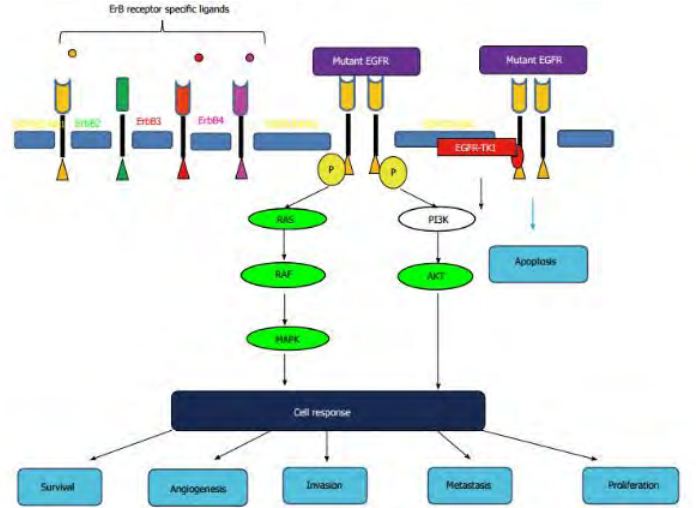 ErB receptor specific ligands
Mutant EGFR
Mutant EGFR
ErbB2
ErbB3
ErbB4
EGFR-TKI
P
P
RAS
PI3K
RAF
AKT
Apoptosis
MAPK
Cell response
Survival
Angiogenesis
Invasion
Metastasis
Proliferation